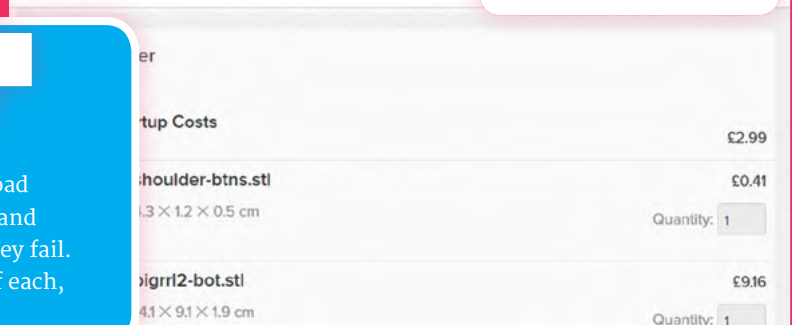 er
tup Costs
£2.99
shoulder-btns.stl
£0.41
.3 × 1.2 × 0.5 cm
Quantity: 1
pigrrl2-bot.stl
£9.16
4.1 × 9.1 × 1.9 cm
Quantity: 1
oad
and
ey fail.
f each,